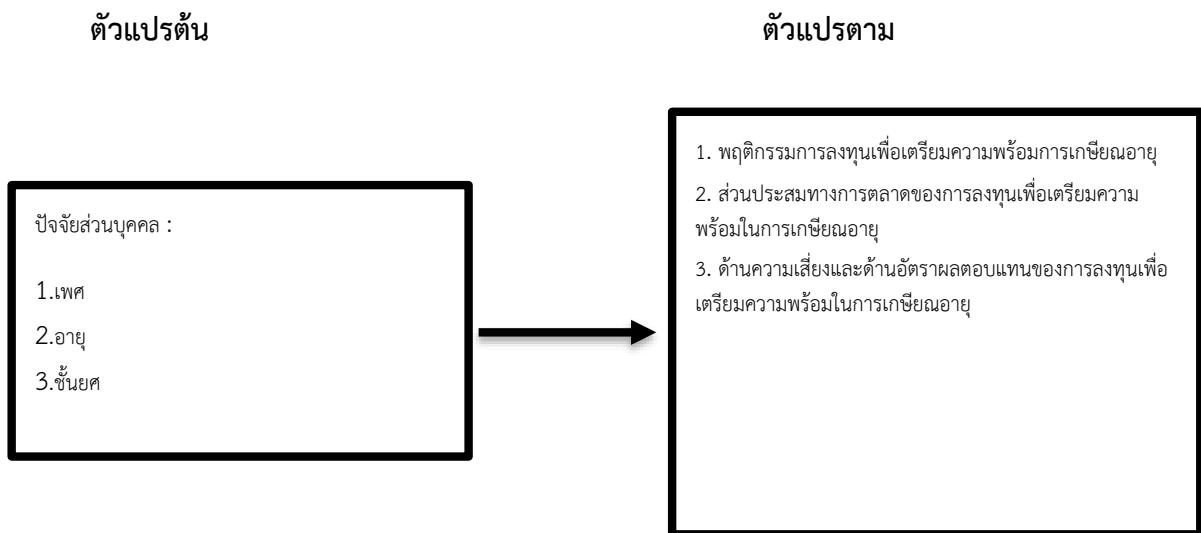 ตัวแปรต้น
ตัวแปรตาม
ปัจจัยส่วนบุคคล :
1.เพศ
2.อายุ
3.ชั้นยศ
1. พฤติกรรมการลงทุนเพื่อเตรียมความพร้อมการเกษียณอายุ
2. ส่วนประสมทางการตลาดของการลงทุนเพื่อเตรียมความ
พร้อมในการเกษียณอายุ
3. ด้านความเสี่ยงและด้านอัตราผลตอบแทนของการลงทุนเพื่อ
เตรียมความพร้อมในการเกษียณอายุ